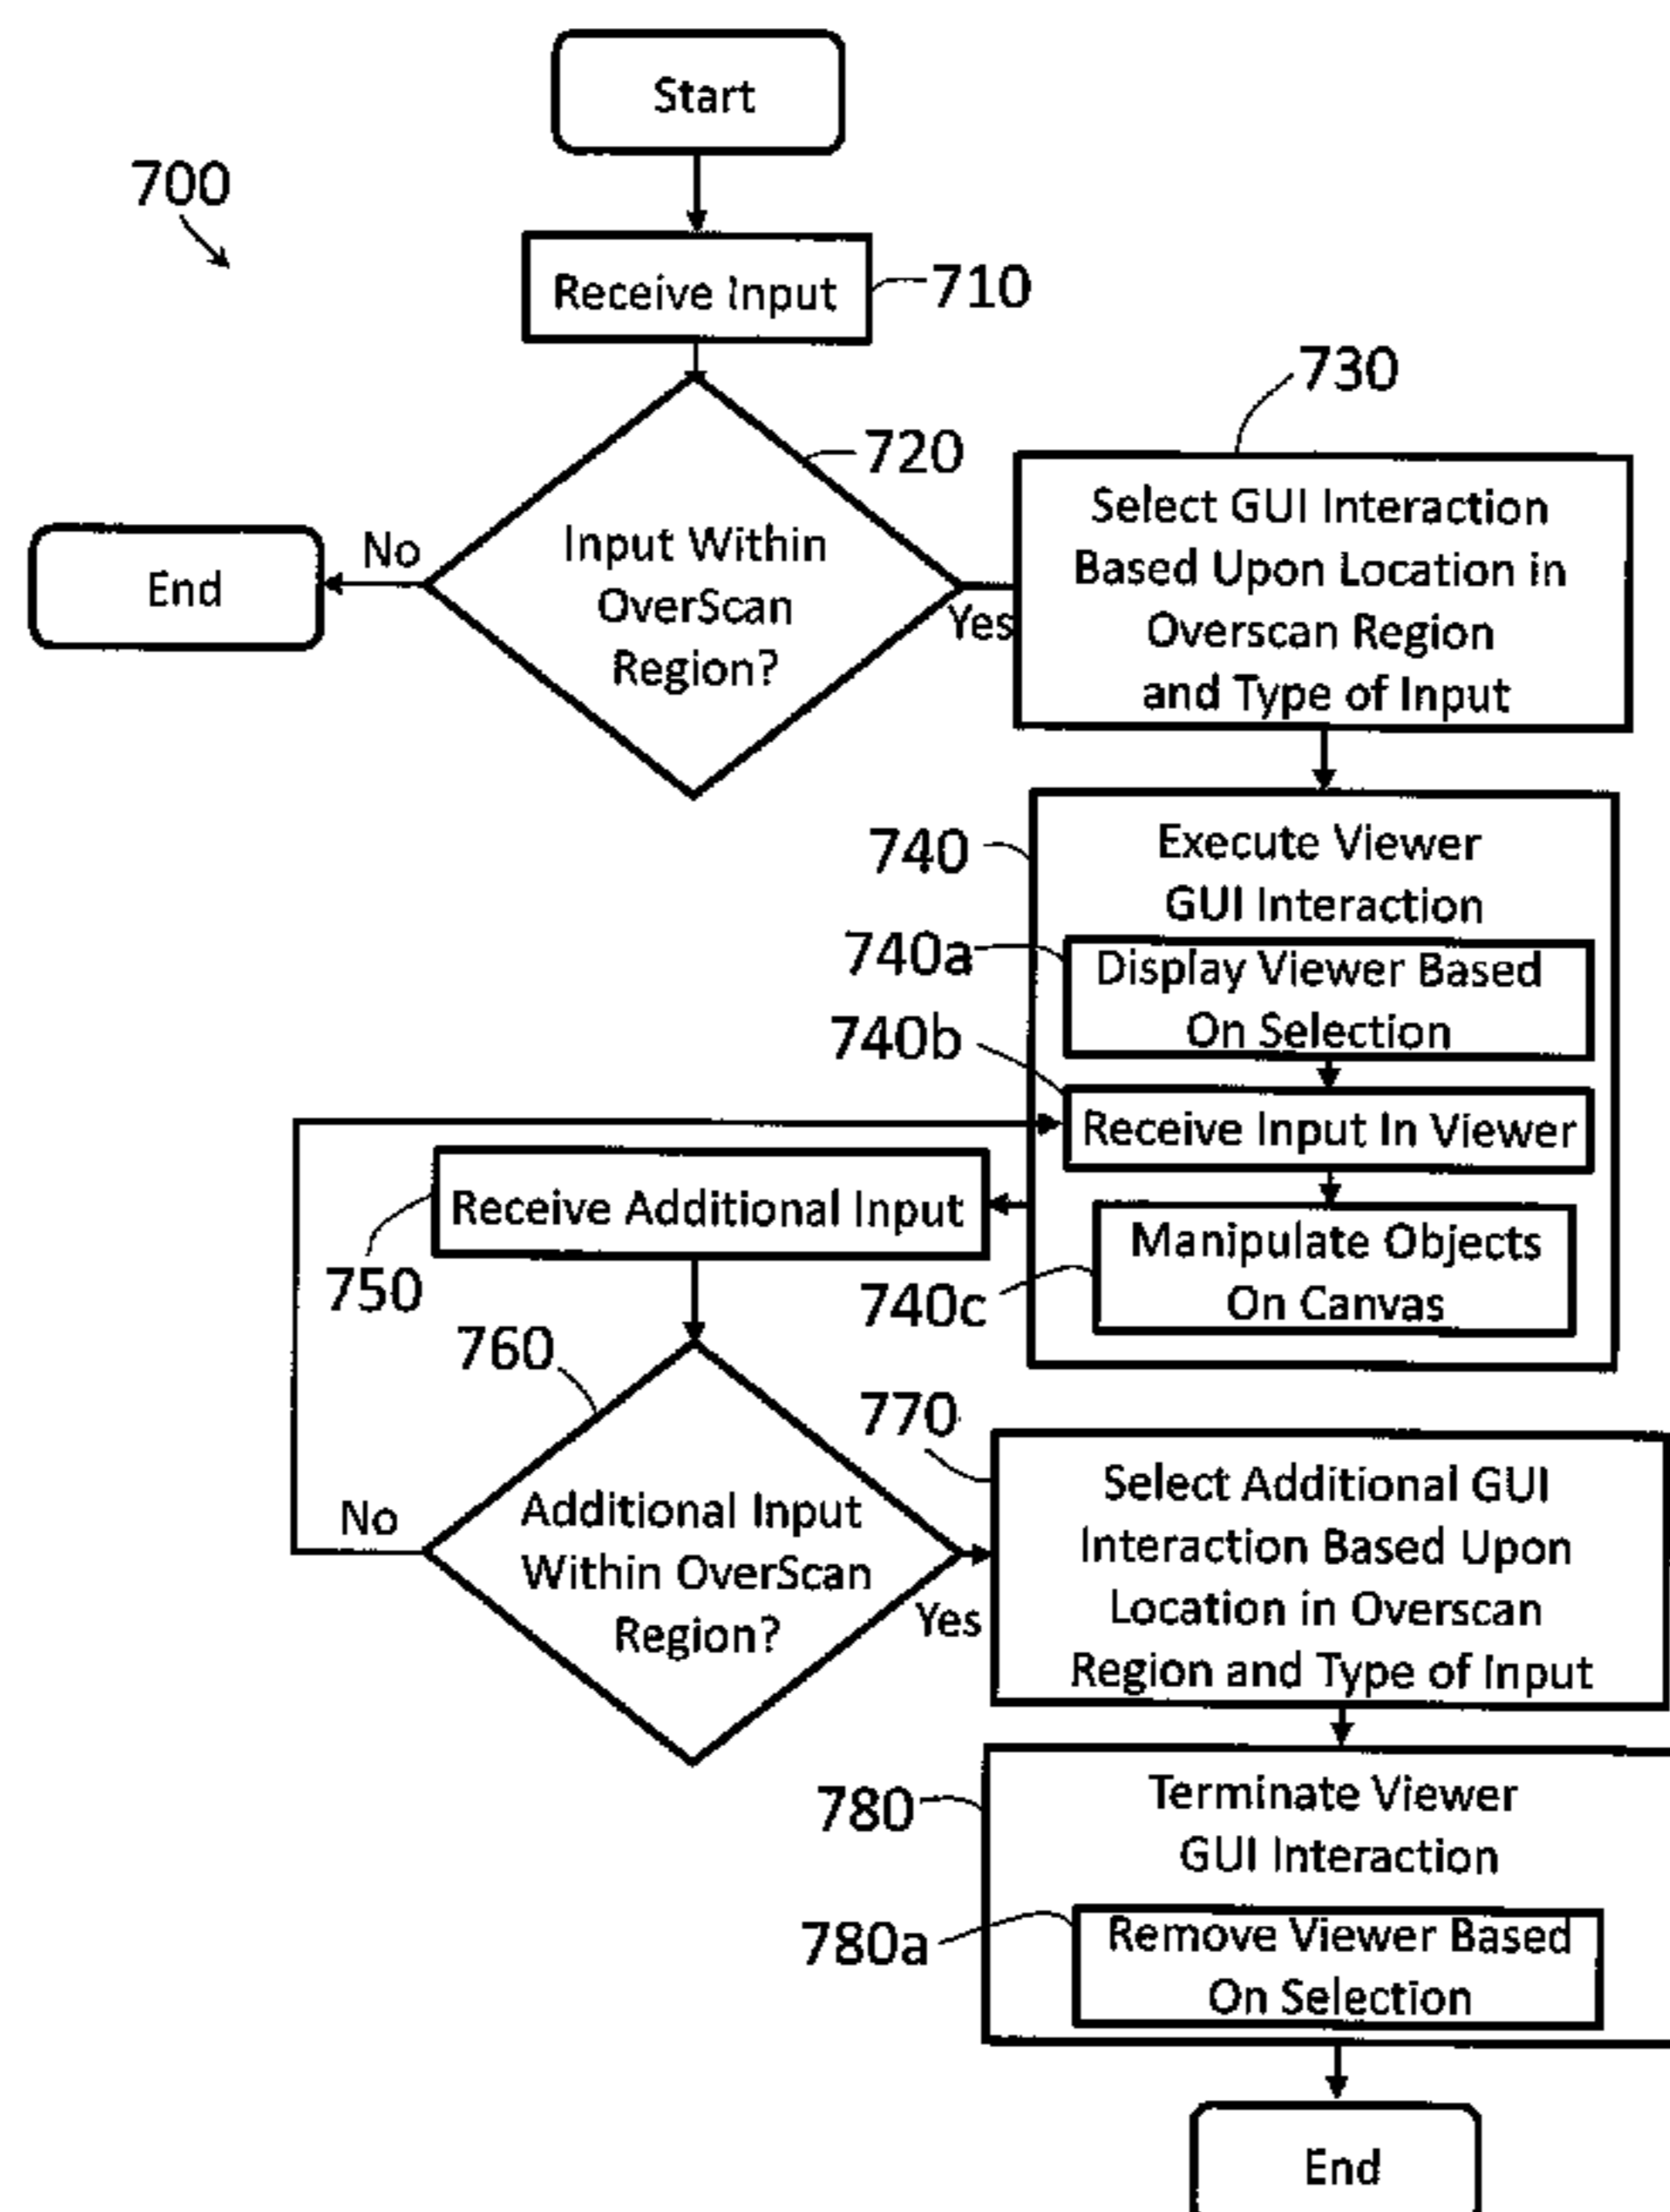 Start
700
Receive Input
710
730
720
Select GUI Interaction
Based Upon Location in
Overscan Region
and Type of Input
No
End
Input Within
OverScan
Region?
Yes
740
Execute Viewer
GUI Interaction
740a
Display Viewer Based
On Selection
740b
Receive Input In Viewer
Receive Additional Input
750
740c
Manipulate Objects
On Canvas
760
770
No
Additional Input
Within OverScan
Region?
Yes
Select Additional GUI
Interaction Based Upon
Location in Overscan
Region and Type of Input
780
Terminate Viewer
GUI Interaction
780a
Remove Viewer Based
On Selection
End